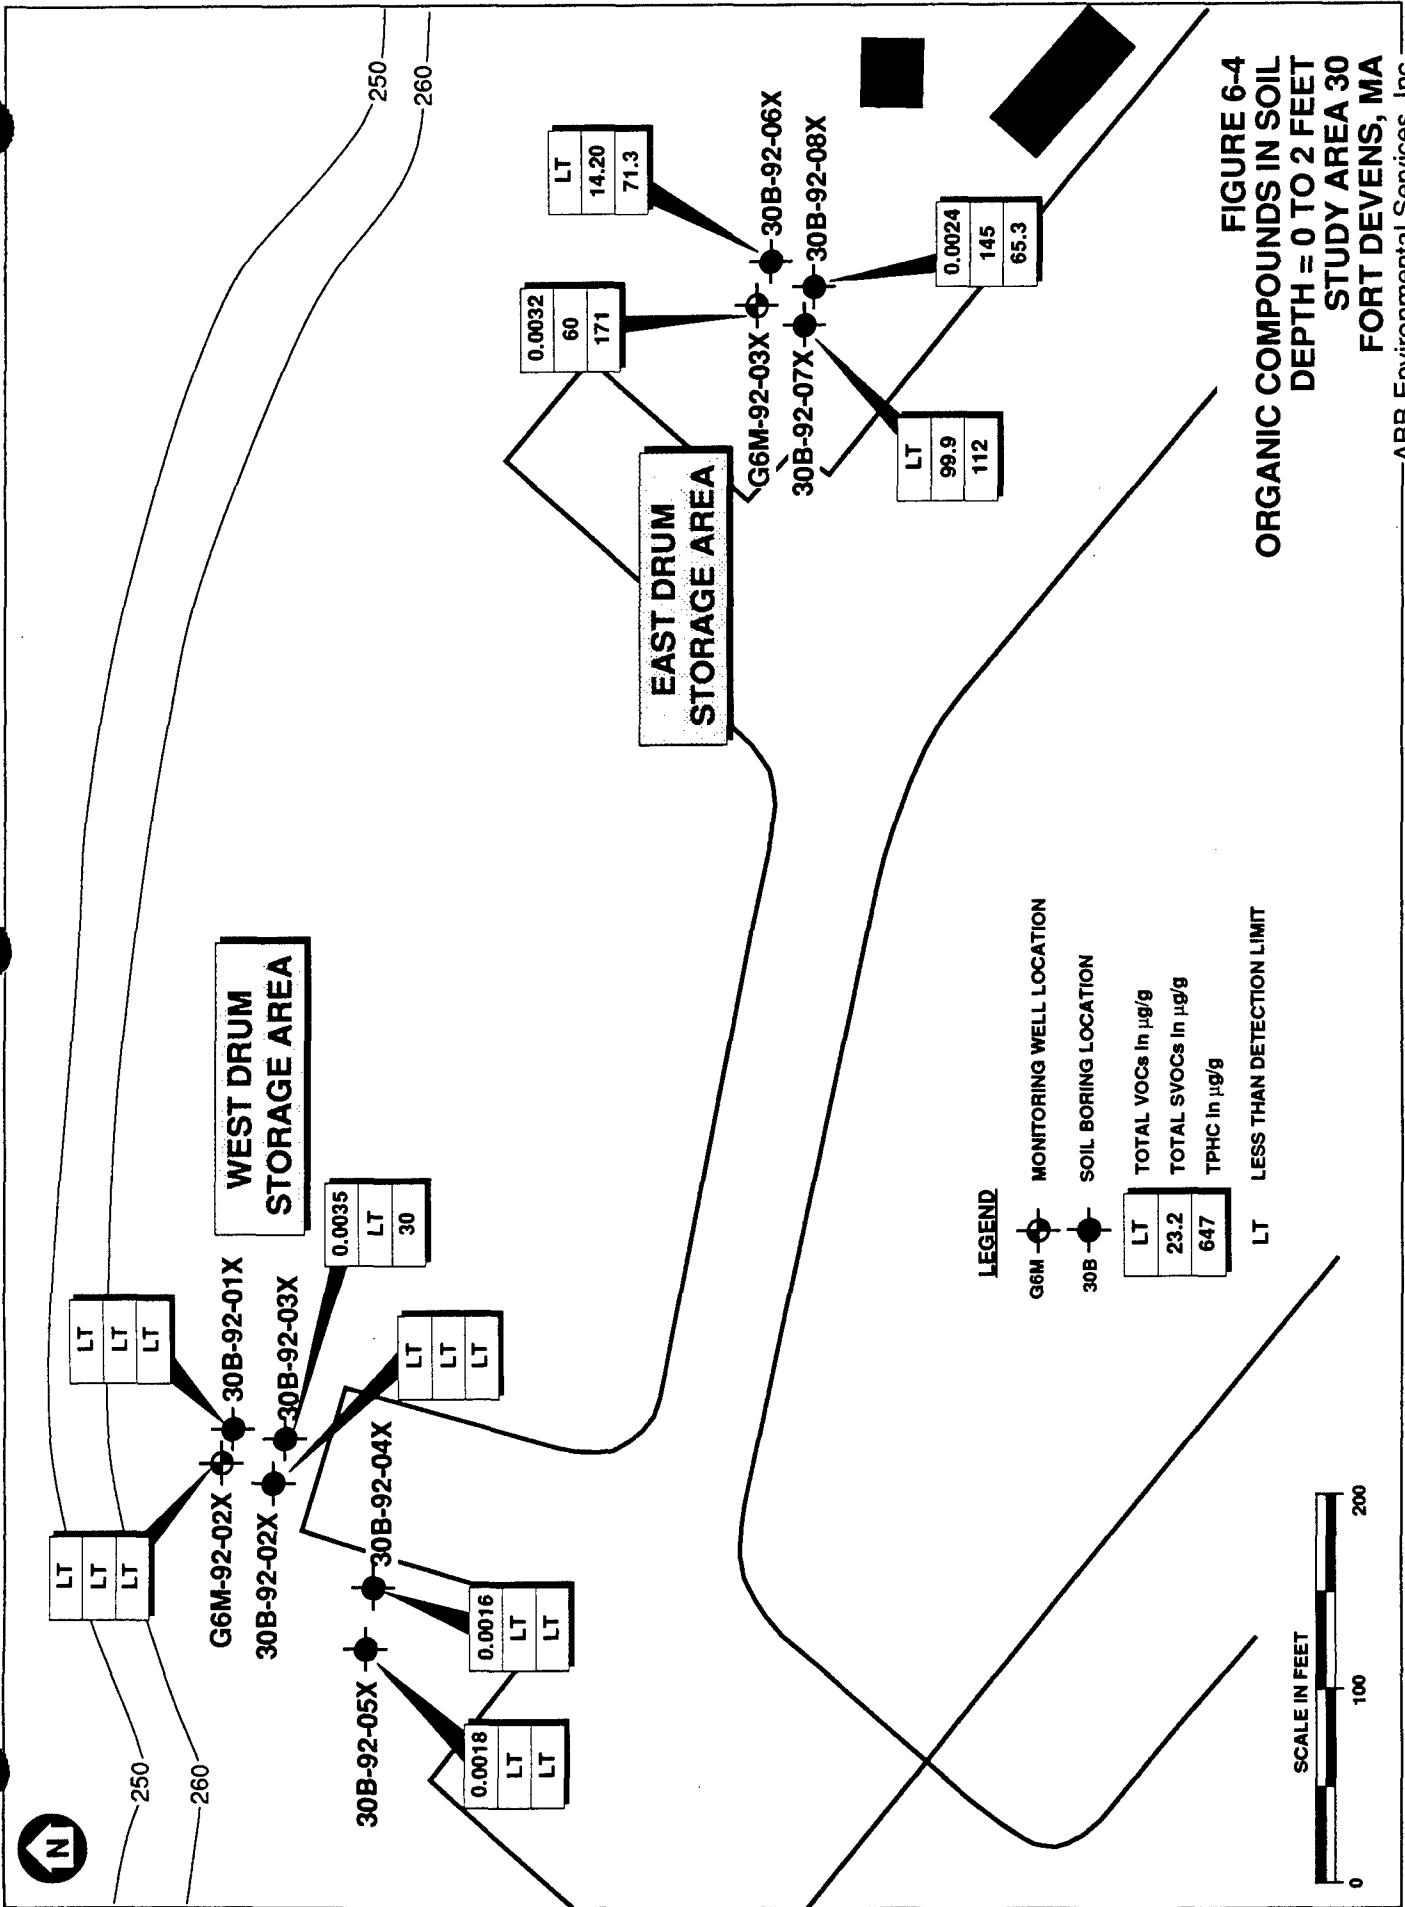 N
250
260
250
260
LT
LT
LT
G6M-92-02X
LT
LT
LT
30B-92-01X
30B-92-02X
30B-92-03X
WEST DRUM
STORAGE AREA
0.0035
LT
30
LT
LT
LT
30B-92-04X
30B-92-05X
0.0016
LT
LT
0.0018
LT
LT
EAST DRUM
STORAGE AREA
0.0032
60
171
LT
14.20
71.3
G6M-92-03X
30B-92-06X
30B-92-07X
30B-92-08X
LT
99.9
112
0.0024
145
65.3
LEGEND
G6M MONITORING WELL LOCATION
30B SOIL BORING LOCATION
LT TOTAL VOCs in µg/g
23.2 TOTAL SVOCs in µg/g
647 TPHC in µg/g
LT LESS THAN DETECTION LIMIT
SCALE IN FEET
0 100 200
FIGURE 6-4
ORGANIC COMPOUNDS IN SOIL
DEPTH = 0 TO 2 FEET
STUDY AREA 30
FORT DEVENS, MA
ABB Environmental Services, Inc.